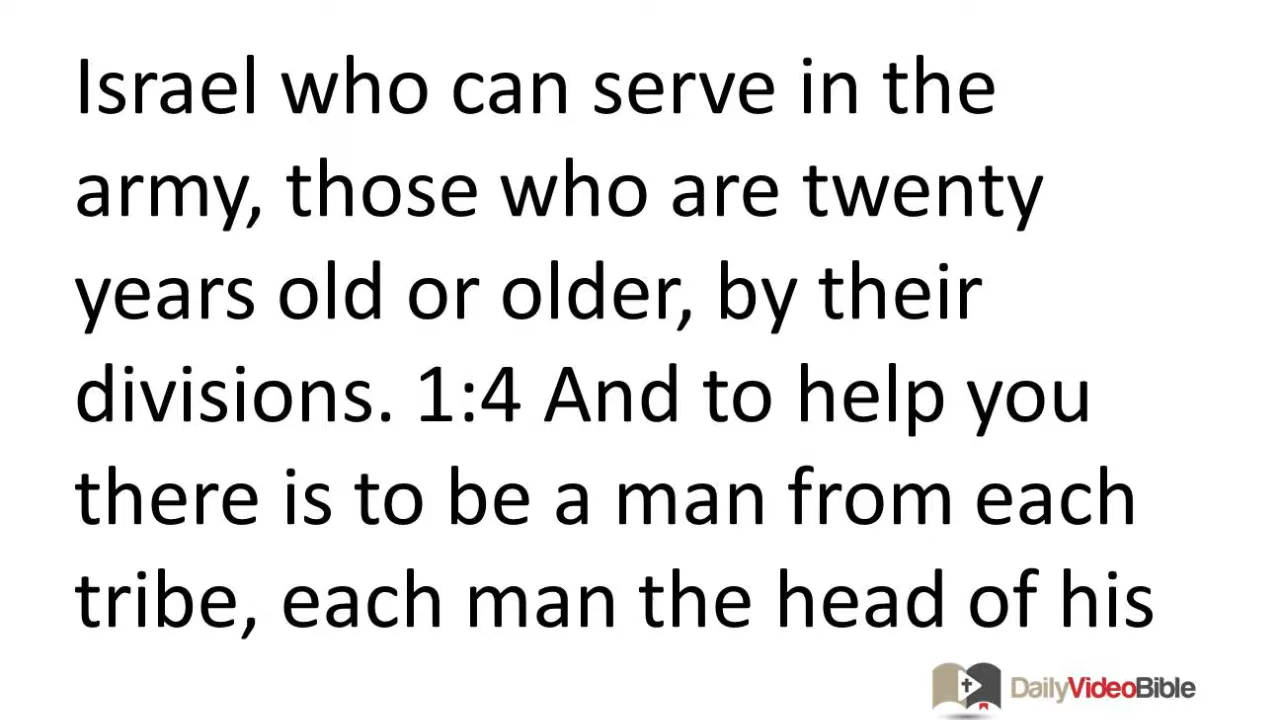 Israel who can serve in the
army, those who are twenty
years old or older, by their
divisions. 1:4 And to help you
there is to be a man from each
tribe, each man the head of his
DailyVideoBible